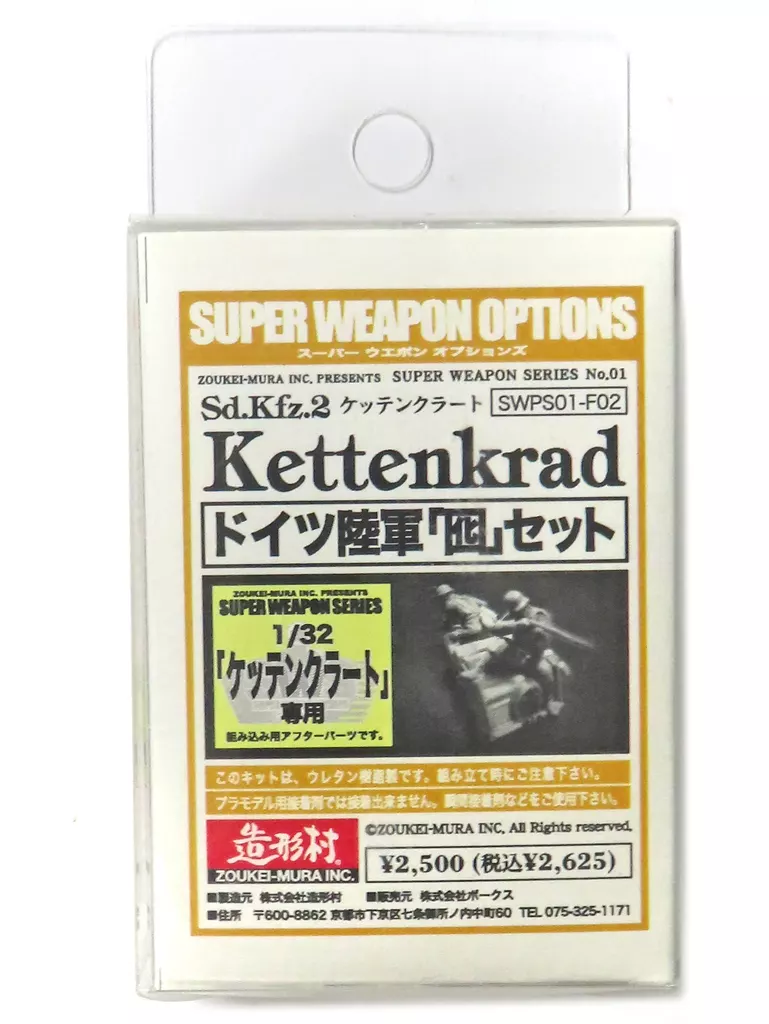 SUPER WEAPON OPTIONS
スーパー ウエポン オプションズ
ZOUKEI-MURA INC. PRESENTS SUPER WEAPON SERIES No.01
Sd.Kfz.2 ケッテンクラート SWPS01-F02
Kettenkrad
ドイツ陸軍「囮」セット
ZOUKEI-MURA INC. PRESENTS
SUPER WEAPON SERIES
1/32
「ケッテンクラート」
専用
組み込み用アフターパーツです。
このキットは、ウレタン樹脂製です。組み立て時にご注意下さい。
プラモデル用接着剤では接着出来ません。瞬間接着剤などをご使用下さい。
造形村
ZOUKEI-MURA INC.
©ZOUKEI-MURA INC, All Rights reserved.
¥2,500 (税込¥2,625)
■製造元 株式会社造形村 ■販売元 株式会社ボークス
■住所 〒600-8862 京都市下京区七条御所ノ内中町60 TEL 075-325-1171